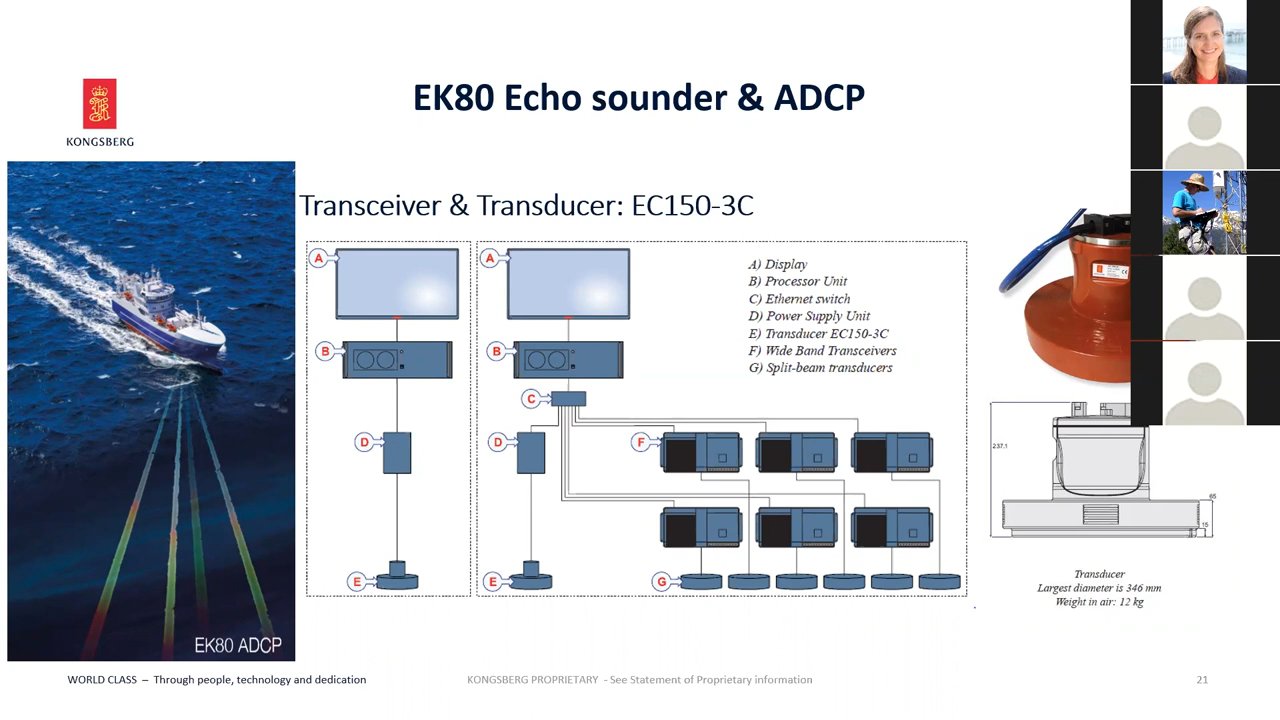 EK80 Echo sounder & ADCP
KONGSBERG
Transceiver & Transducer: EC150-3C
A
B
D
E
A
B
C
D
E
F
G
A) Display
B) Processor Unit
C) Ethernet switch
D) Power Supply Unit
E) Transducer EC150-3C
F) Wide Band Transceivers
G) Split-beam transducers
237.1
65
15
Transducer
Largest diameter is 346 mm
Weight in air: 12 kg
EK80 ADCP
WORLD CLASS – Through people, technology and dedication
KONGSBERG PROPRIETARY - See Statement of Proprietary information
21